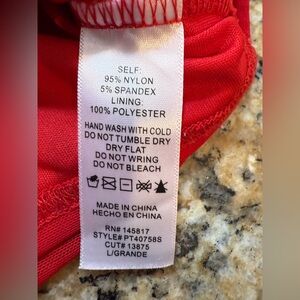 SELF:
95% NYLON
5% SPANDEX
LINING:
100% POLYESTER
HAND WASH WITH COLD
DO NOT TUMBLE DRY
DRY FLAT
DO NOT WRING
DO NOT BLEACH
MADE IN CHINA
HECHO EN CHINA
RN# 145817
STYLE# PT40758S
CUT# 13875
L/GRANDE